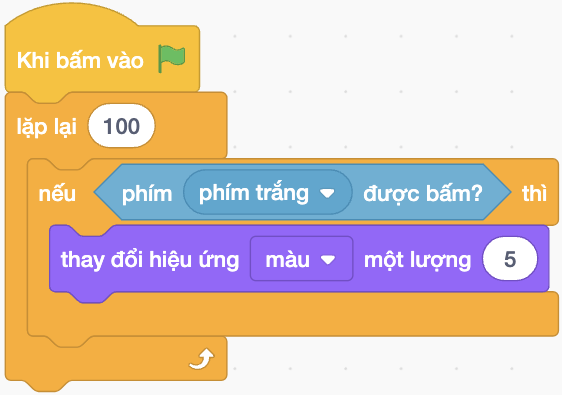 Khi bấm vào
lặp lại 100
nếu phím phím trắng được bấm? thì
thay đổi hiệu ứng màu một lượng 5